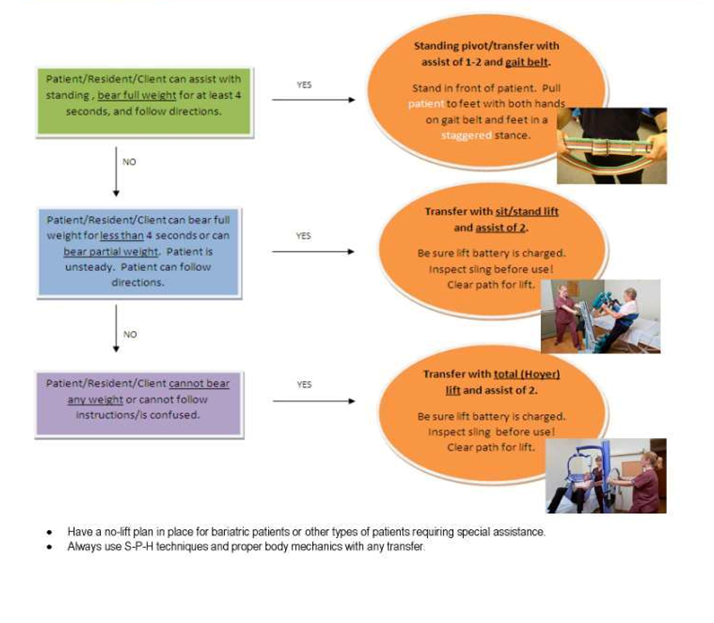 Standing pivot/transfer with
assist of 1-2 and gait belt.
Patient/Resident/Client can assist with
standing , bear full weight for at least 4
seconds, and follow directions.
YES
Stand in front of patient. Pull
patient to feet with both hands
on gait belt and feet in a
staggered stance.
NO
Patient/Resident/Client can bear full
weight for less than 4 seconds or can
bear partial weight. Patient is
unsteady. Patient can follow
directions.
YES
Transfer with sit/stand lift
and assist of 2.
Be sure lift battery is charged.
Inspect sling before use!
Clear path for lift.
NO
Patient/Resident/Client cannot bear
any weight or cannot follow
instructions/is confused.
YES
Transfer with total (Hoyer)
lift and assist of 2.
Be sure lift battery is charged.
Inspect sling before use!
Clear path for lift.
• Have a no-lift plan in place for bariatric patients or other types of patients requiring special assistance.
• Always use S-P-H techniques and proper body mechanics with any transfer.